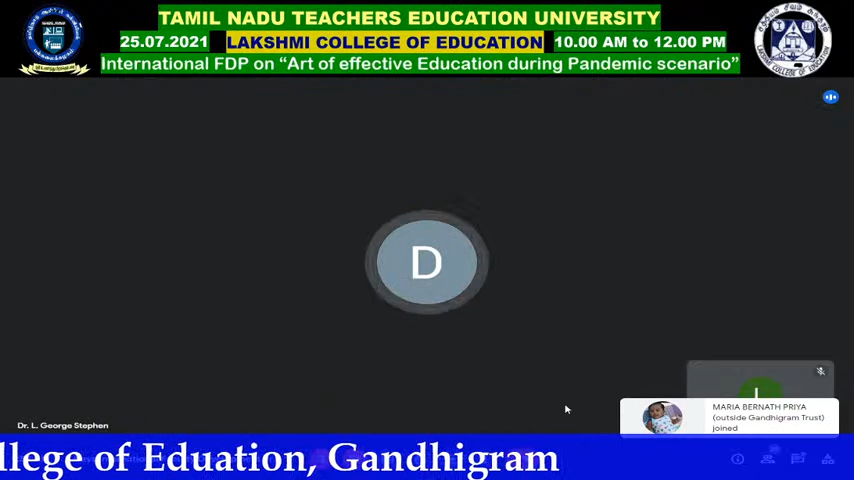 TAMIL NADU TEACHERS EDUCATION UNIVERSITY
25.07.2021 LAKSHMI COLLEGE OF EDUCATION 10.00 AM to 12.00 PM
International FDP on “Art of effective Education during Pandemic scenario”
D
L
MARIA BERNATH PRIYA
(outside Gandhigram Trust)
joined
Dr. L. George Stephen
llege of Eduation, Gandhigram